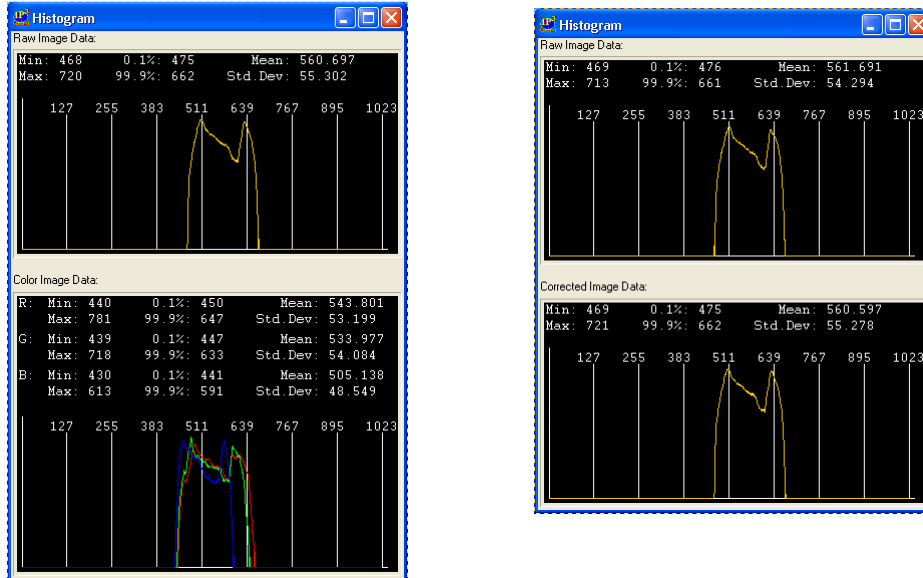 Histogram
Raw Image Data:
Min: 468 0.1%: 475 Mean: 560.697
Max: 720 99.9%: 662 Std.Dev: 55.302
127 255 383 511 639 767 895 1023
Color Image Data:
R: Min: 440 0.1%: 450 Mean: 543.801
Max: 781 99.9%: 647 Std.Dev: 53.199
G: Min: 439 0.1%: 447 Mean: 533.977
Max: 718 99.9%: 633 Std.Dev: 54.084
B: Min: 430 0.1%: 441 Mean: 505.138
Max: 613 99.9%: 591 Std.Dev: 48.549
127 255 383 511 639 767 895 1023
Histogram
Raw Image Data:
Min: 469 0.1%: 476 Mean: 561.691
Max: 713 99.9%: 661 Std.Dev: 54.294
127 255 383 511 639 767 895 1023
Corrected Image Data:
Min: 469 0.1%: 475 Mean: 560.597
Max: 721 99.9%: 662 Std.Dev: 55.278
127 255 383 511 639 767 895 1023